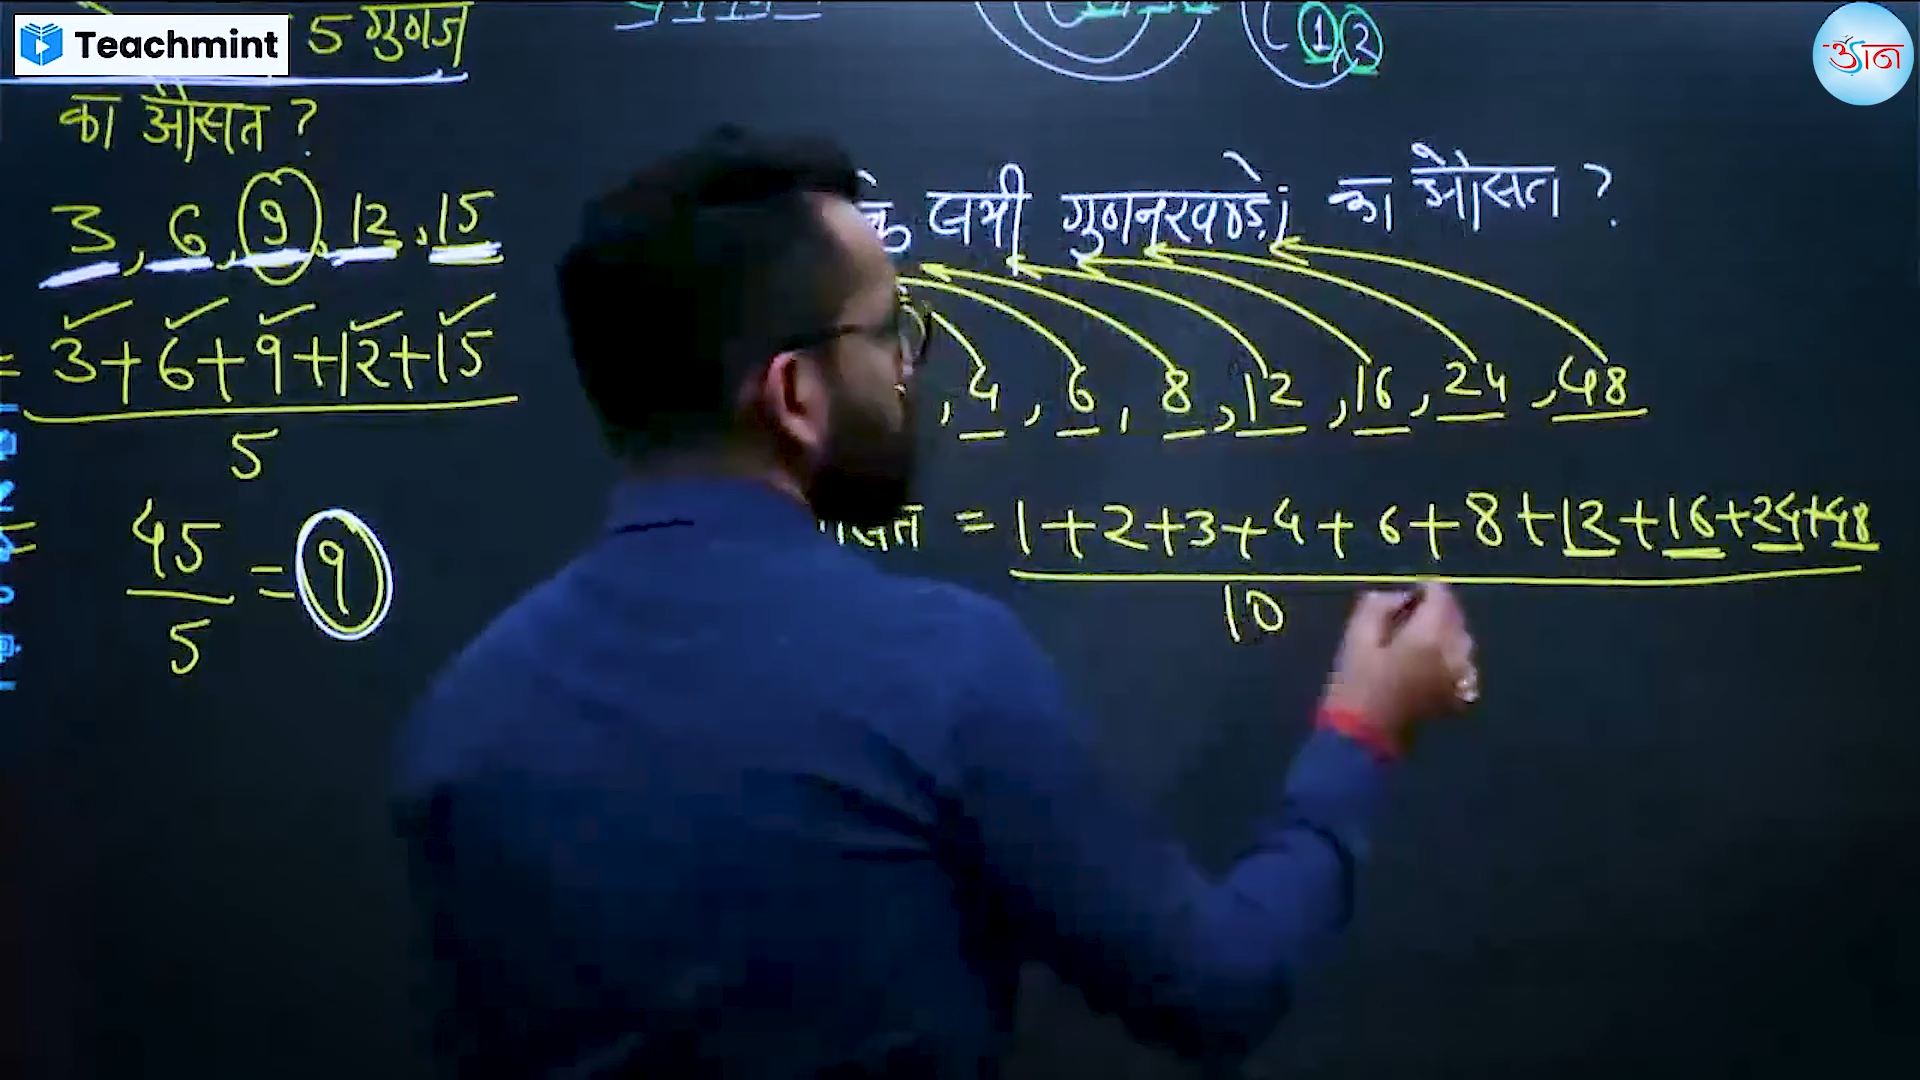 Teachmint
5 गुणज
का औसत ?
3, 6, 9, 12, 15
= 3+6+9+12+15
5
45
5
= 9
1 2
के सभी गुणनखण्डों का औसत ?
, 4, 6, 8, 12, 16, 24, 48
= 1+2+3+4+6+8+12+16+24+48
10